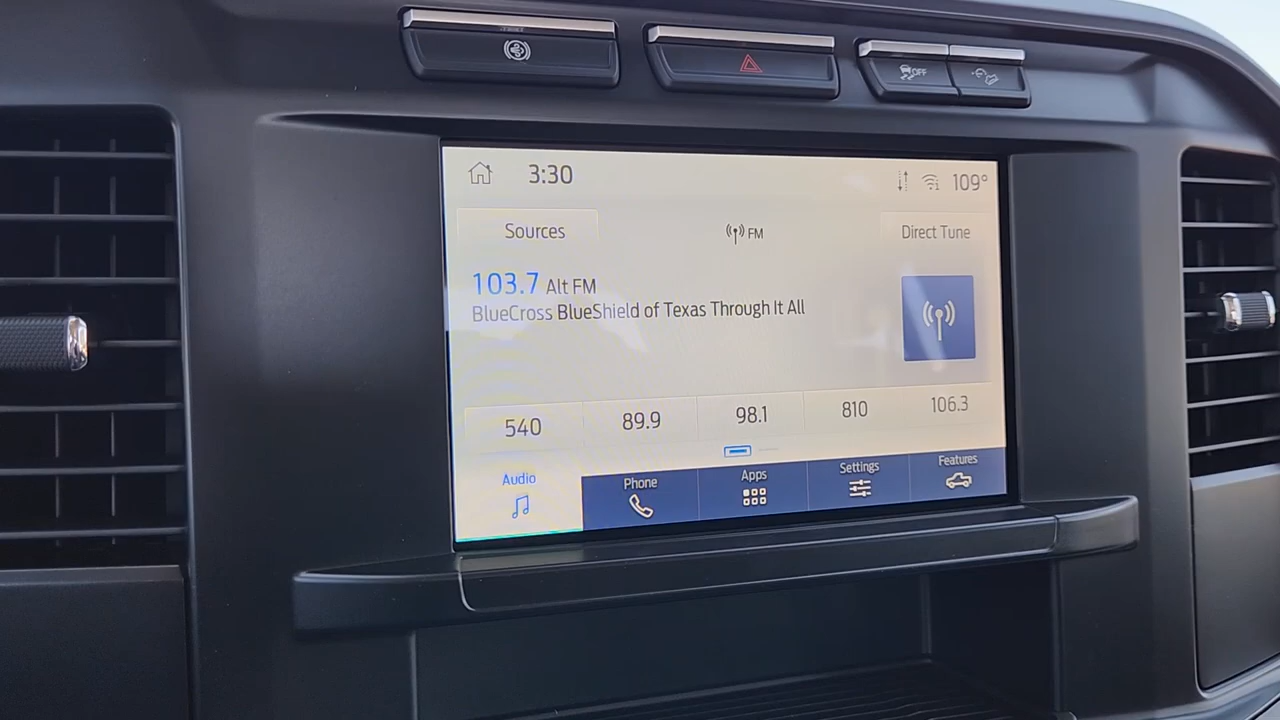 OFF
3:30
109°
Sources
FM
Direct Tune
103.7 Alt FM
BlueCross BlueShield of Texas Through It All
540
89.9
98.1
810
106.3
Audio
Phone
Apps
Settings
Features